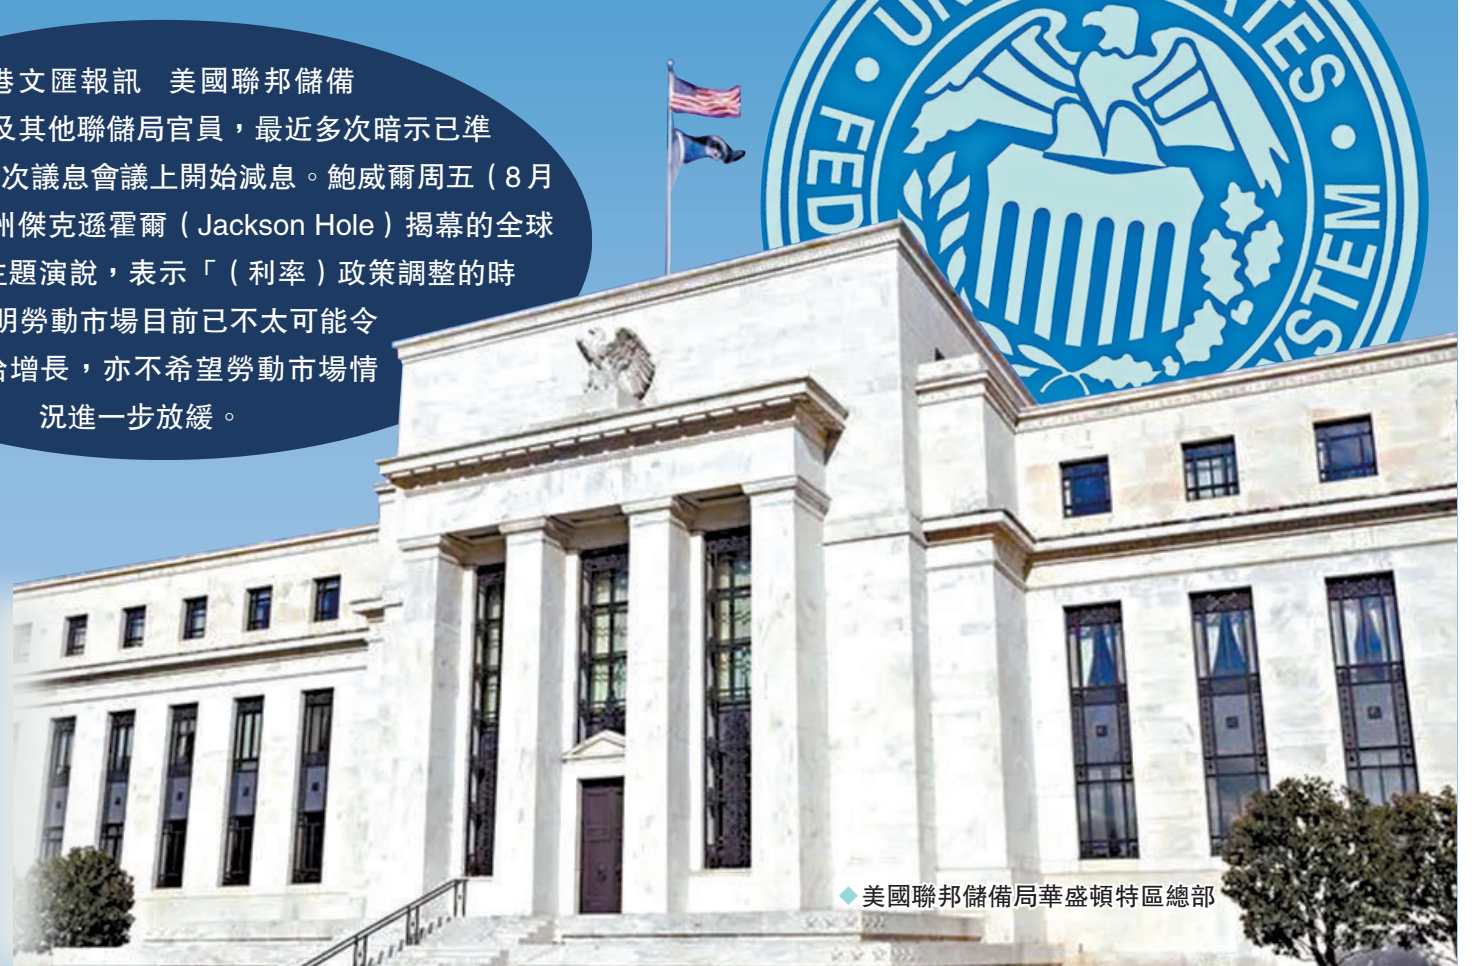 港文匯報訊 美國聯邦儲備
及其他聯儲局官員，最近多次暗示已準
次議息會議上開始減息。鮑威爾周五（8月
州傑克遜霍爾（Jackson Hole）揭幕的全球
主題演說，表示「（利率）政策調整的時
明勞動市場目前已不太可能令
增長，亦不希望勞動市場情
況進一步放緩。
FED
SYSTEM
◆美國聯邦儲備局華盛頓特區總部